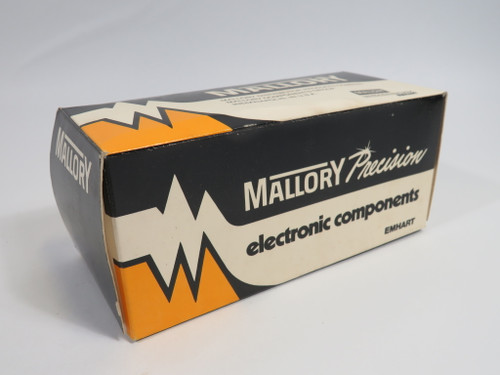 MALLORY
MALLORY
MALLORY Precision
electronic components
EMHART